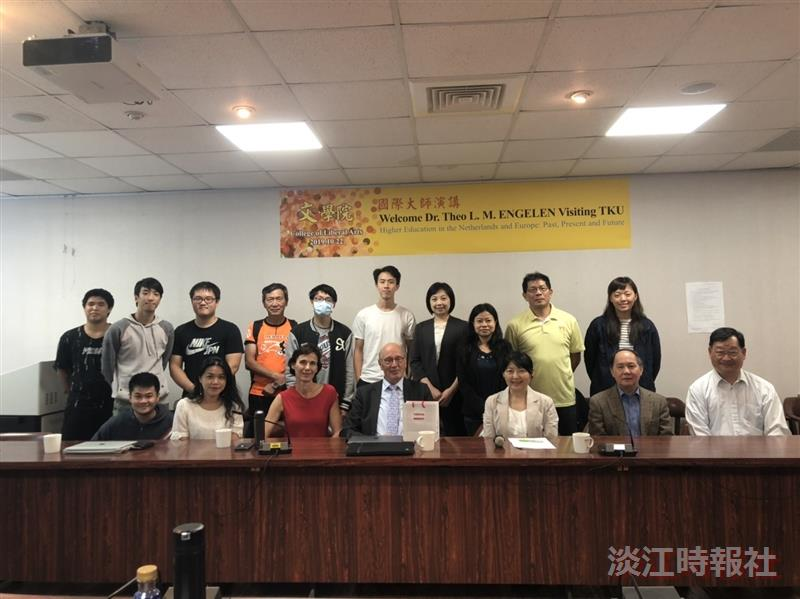 文學院
College of Liberal Arts
2019.10.22
國際大師演講
Welcome Dr. Theo L. M. ENGELEN Visiting TKU
Higher Education in the Netherlands and Europe: Past, Present and Future
NIKE
JPN
淡江時報社